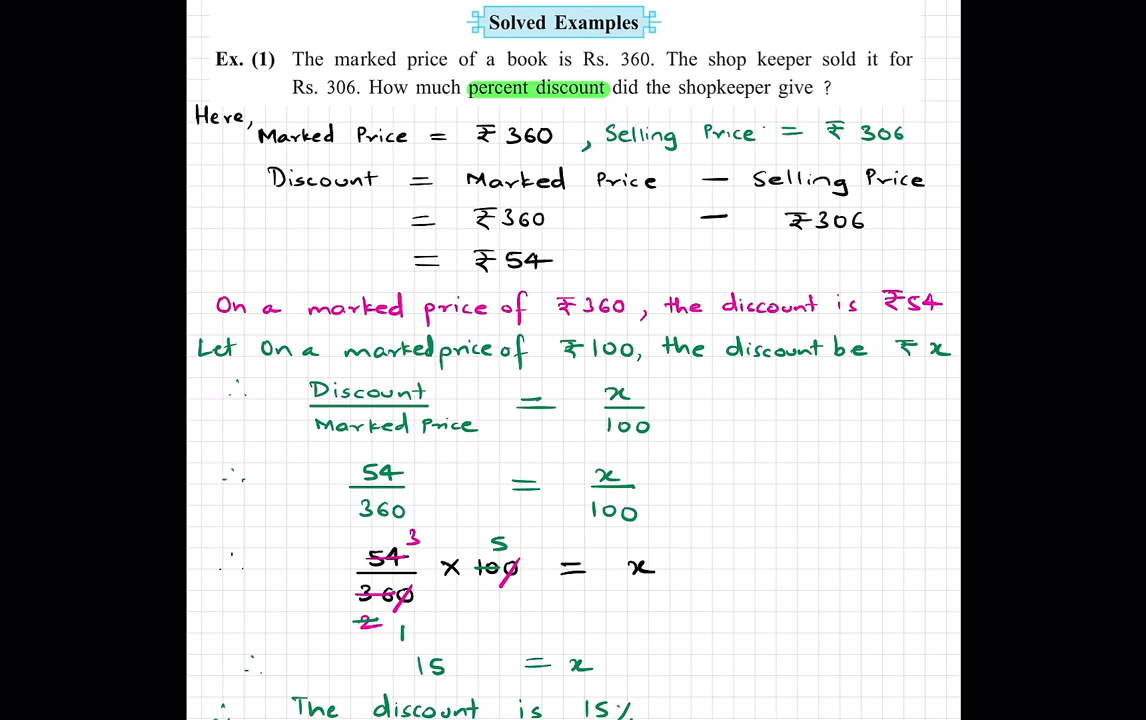 Solved Examples
Ex. (1) The marked price of a book is Rs. 360. The shop keeper sold it for
Rs. 306. How much percent discount did the shopkeeper give ?
Here,
Marked Price = ₹ 360 , Selling Price = ₹ 306
Discount = Marked Price — Selling Price
= ₹ 360 — ₹ 306
= ₹ 54
On a marked price of ₹ 360, the discount is ₹ 54
Let On a marked price of ₹ 100, the discount be ₹ x
∴ Discount/Marked Price = x/100
∴ 54/360 = x/100
3 5
∴ 54/360 × 100 = x
2 1
∴ 15 = x
∴ The discount is 15%